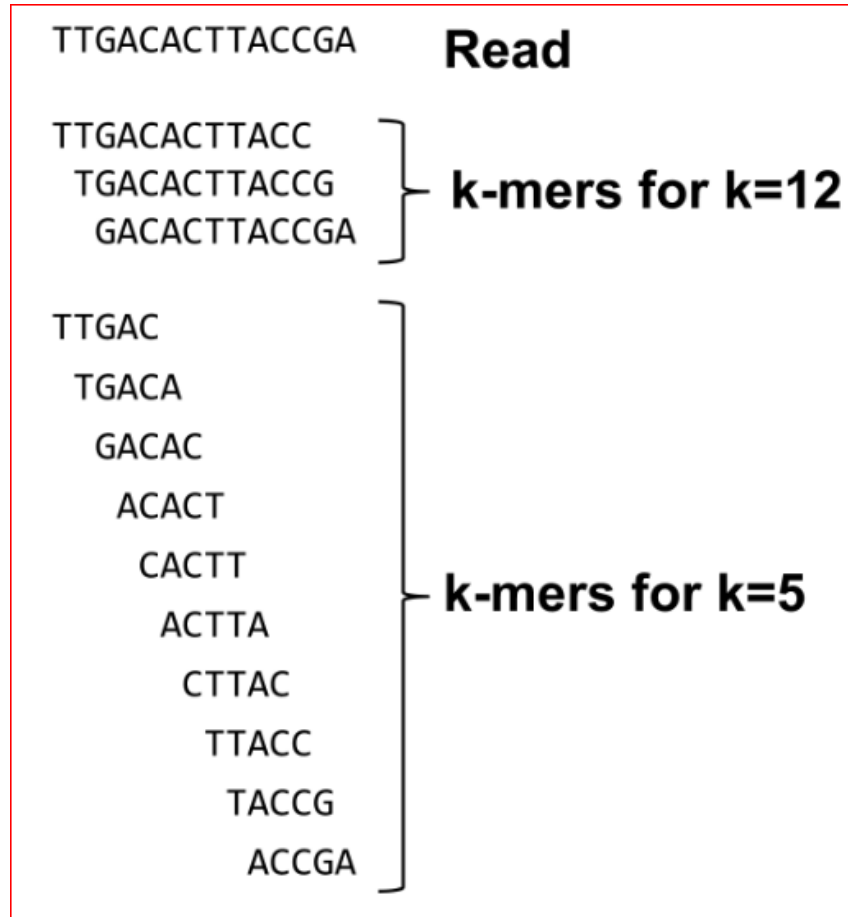 TTGACACTTACCGA Read
TTGACACTTACC
TGACACTTACCG
GACACTTACCGA
k-mers for k=12
TTGAC
TGACA
GACAC
ACACT
CACTT
ACTTA
CTTAC
TTACC
TACCG
ACCGA
k-mers for k=5